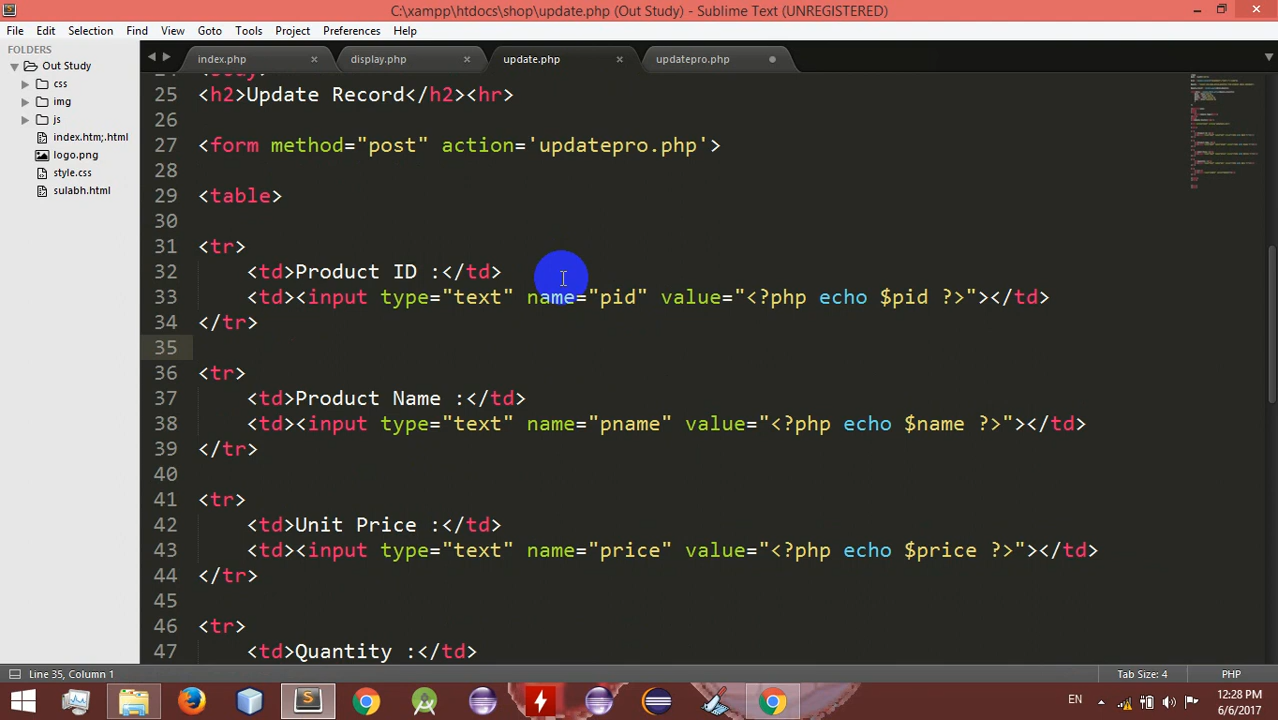 C:\xampp\htdocs\shop\update.php (Out Study) - Sublime Text (UNREGISTERED)
File Edit Selection Find View Goto Tools Project Preferences Help
FOLDERS
Out Study
css
img
js
index.htm;.html
logo.png
style.css
sulabh.html
index.php
display.php
update.php
updatepro.php
25 <h2>Update Record</h2><hr>
26
27 <form method="post" action='updatepro.php'>
28
29 <table>
30
31 <tr>
32 <td>Product ID :</td>
33 <td><input type="text" name="pid" value="<?php echo $pid ?>"></td>
34 </tr>
35
36 <tr>
37 <td>Product Name :</td>
38 <td><input type="text" name="pname" value="<?php echo $name ?>"></td>
39 </tr>
40
41 <tr>
42 <td>Unit Price :</td>
43 <td><input type="text" name="price" value="<?php echo $price ?>"></td>
44 </tr>
45
46 <tr>
47 <td>Quantity :</td>
Line 35, Column 1
Tab Size: 4
PHP
EN
12:28 PM
6/6/2017